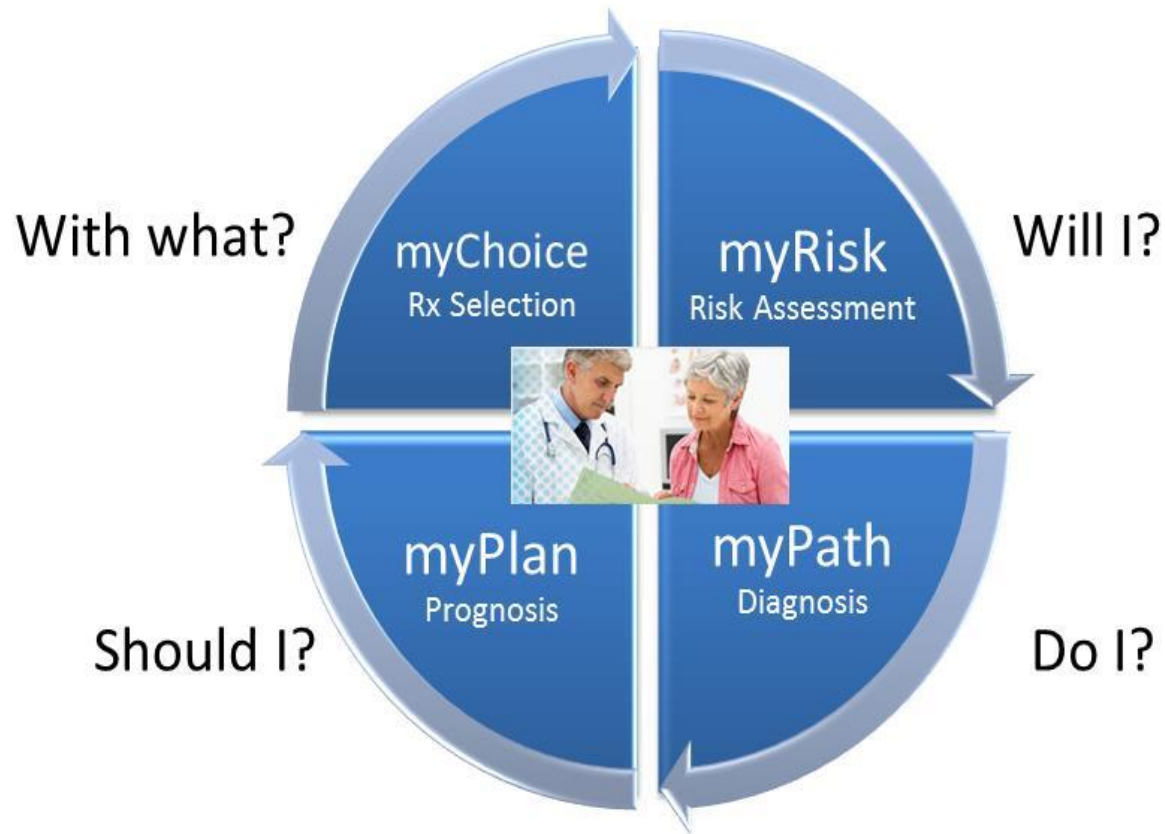 With what?
myChoice
Rx Selection
myRisk
Risk Assessment
Will I?
myPlan
Prognosis
Should I?
myPath
Diagnosis
Do I?